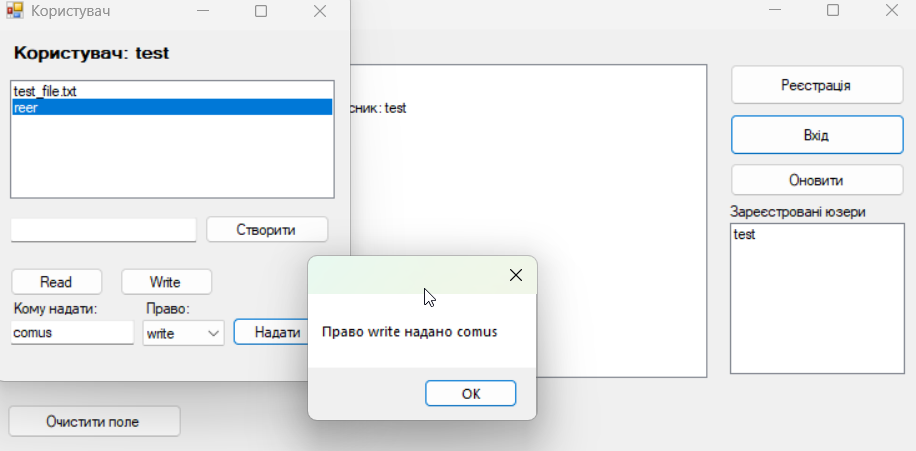 Користувач
Користувач: test
test_file.txt
reer
Створити
Read
Write
Кому надати:
Право:
comus
write
Надати
сник: test
Реєстрація
Вхід
Оновити
Зареєстровані юзери
test
Право write надано comus
OK
Очистити поле